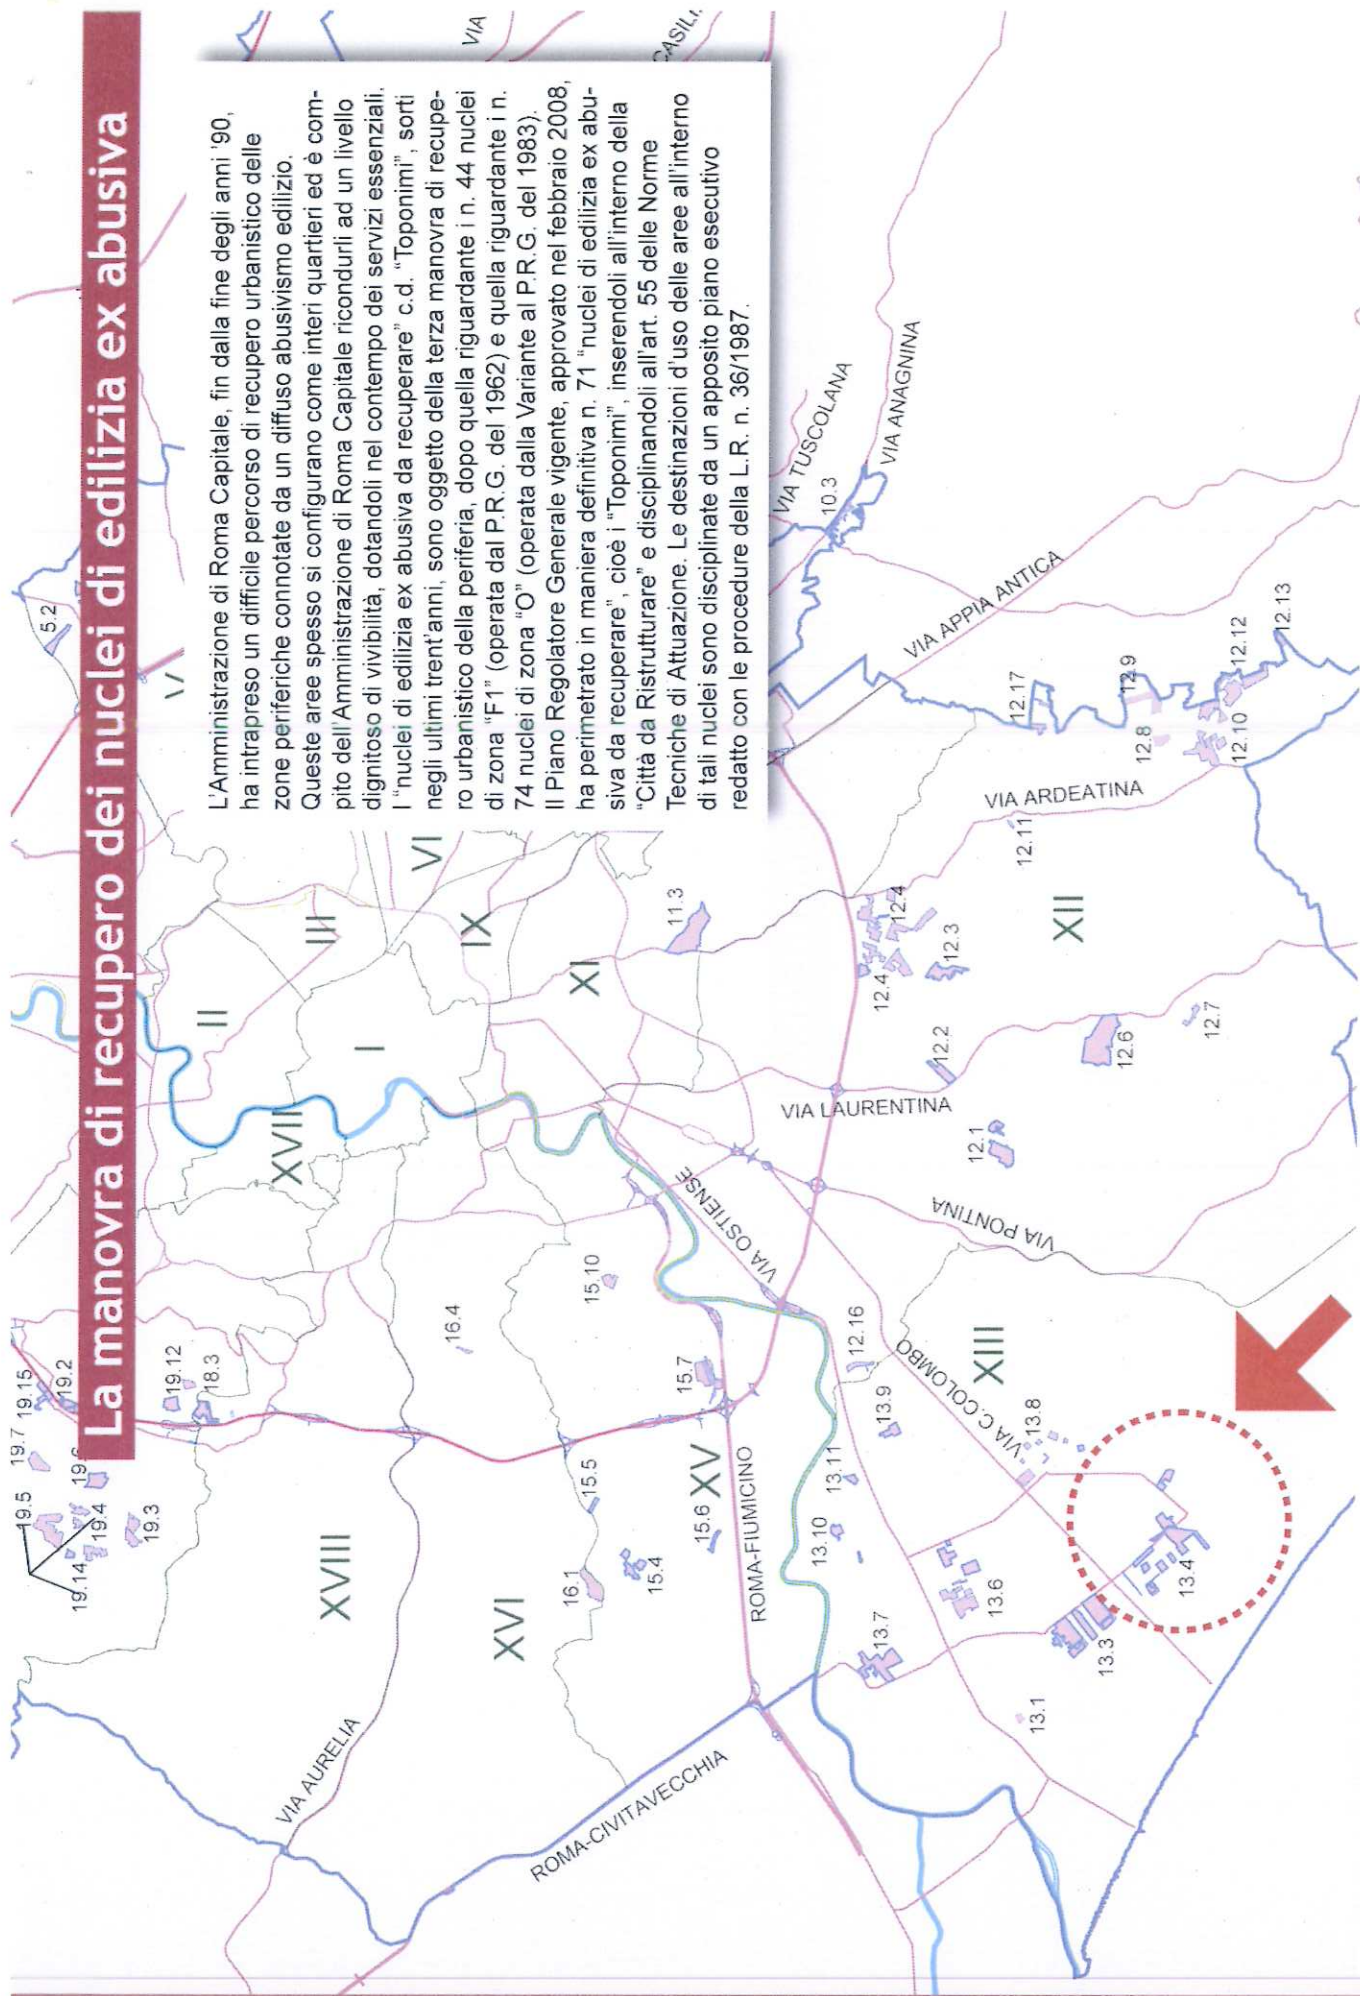 La manovra di recupero dei nuclei di edilizia ex abusiva
L'Amministrazione di Roma Capitale, fin dalla fine degli anni '90,
ha intrapreso un difficile percorso di recupero urbanistico delle
zone periferiche connotate da un diffuso abusivismo edilizio.
Queste aree spesso si configurano come interi quartieri ed è com-
pito dell'Amministrazione di Roma Capitale ricondurli ad un livello
dignitoso di vivibilità, dotandoli nel contempo dei servizi essenziali.
I "nuclei di edilizia ex abusiva da recuperare" c.d. "Toponimi", sorti
negli ultimi trent'anni, sono oggetto della terza manovra di recupe-
ro urbanistico della periferia, dopo quella riguardante i n. 44 nuclei
di zona "F1" (operata dal P.R.G. del 1962) e quella riguardante i n.
74 nuclei di zona "O" (operata dalla Variante al P.R.G. del 1983).
Il Piano Regolatore Generale vigente, approvato nel febbraio 2008,
ha perimetrato in maniera definitiva n. 71 "nuclei di edilizia ex abu-
siva da recuperare", cioè i "Toponimi", inserendoli all'interno della
"Città da Ristrutturare" e disciplinandoli all'art. 55 delle Norme
Tecniche di Attuazione. Le destinazioni d'uso delle aree all'interno
di tali nuclei sono disciplinate da un apposito piano esecutivo
redatto con le procedure della L.R. n. 36/1987.
5.2
V
VIA
CASILI
19.5
19.7
19.15
19.2
19.6
19.14
19.4
19.3
19.12
18.3
II
III
I
VI
XVII
IX
XI
XVIII
XVI
XV
XIII
XII
16.4
15.10
16.1
15.5
15.4
15.6
15.7
11.3
VIA AURELIA
ROMA-CIVITAVECCHIA
ROMA-FIUMICINO
VIA OSTIENSE
VIA LAURENTINA
VIA PONTINA
VIA C.COLOMBO
VIA ARDEATINA
VIA APPIA ANTICA
VIA TUSCOLANA
VIA ANAGNINA
10.3
13.7
13.10
13.11
13.9
12.16
13.6
13.1
13.3
13.8
13.4
12.4
12.4
12.3
12.2
12.1
12.6
12.7
12.11
12.17
12.8
12.9
12.10
12.12
12.13